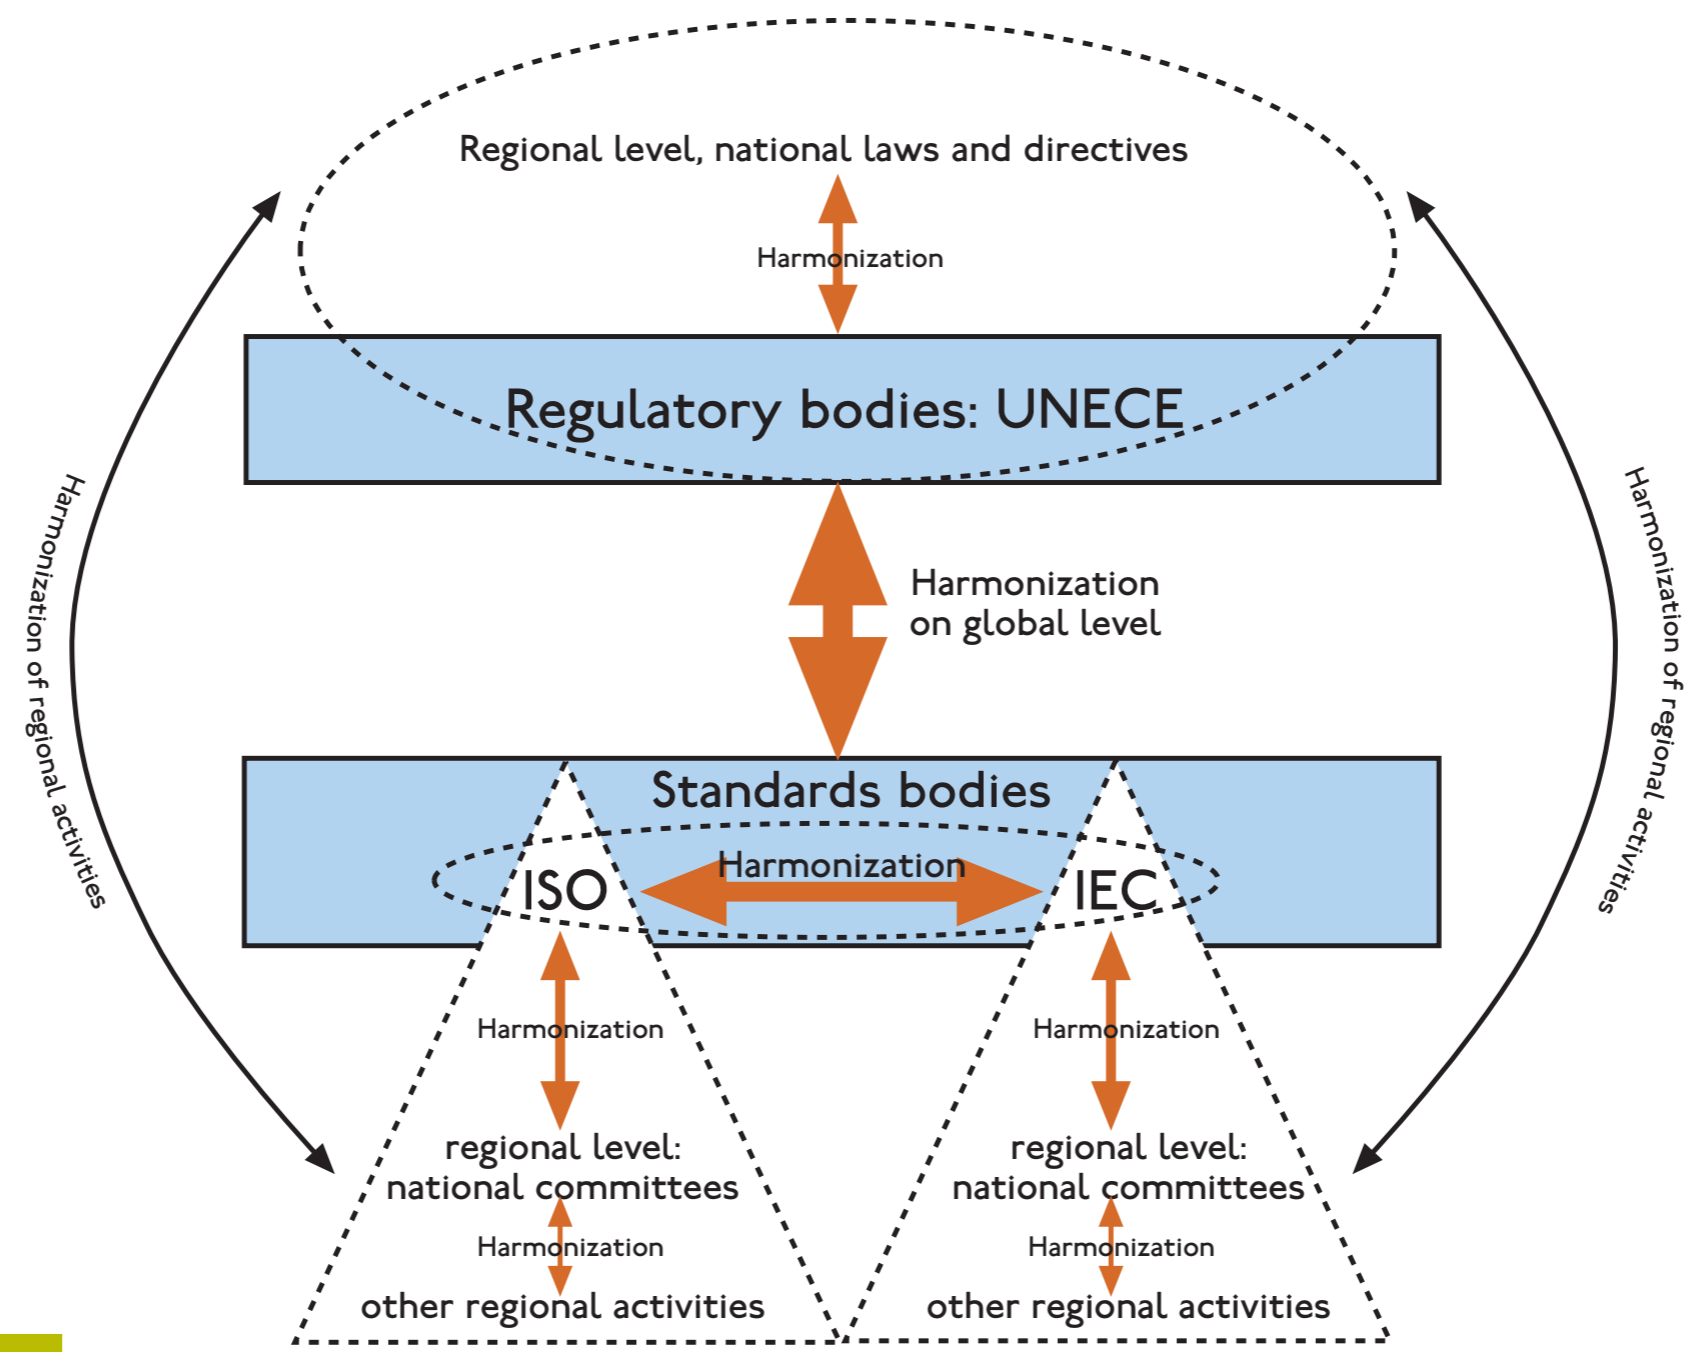 Regional level, national laws and directives
Harmonization
Regulatory bodies: UNECE
Harmonization of regional activities
Harmonization
on global level
Harmonization of regional activities
Standards bodies
Harmonization
ISO
IEC
Harmonization
Harmonization
regional level:
national committees
regional level:
national committees
Harmonization
Harmonization
other regional activities
other regional activities